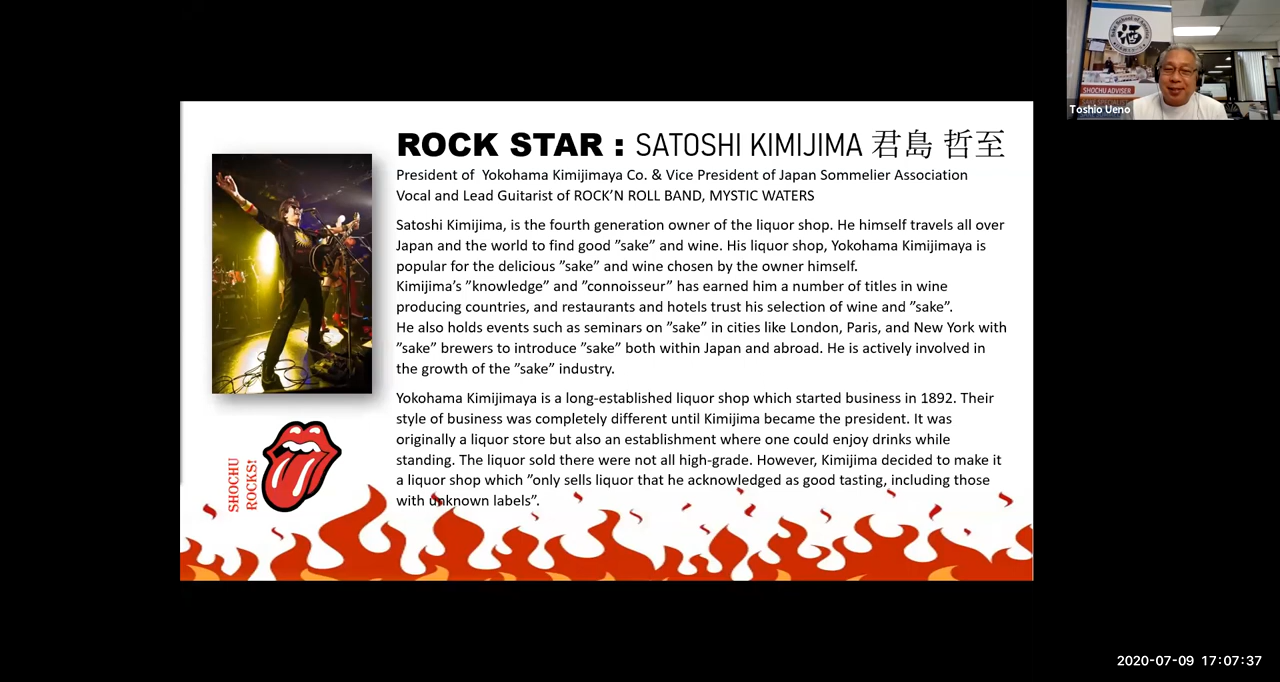 ROCK STAR : SATOSHI KIMIJIMA 君島 哲至
President of Yokohama Kimijimaya Co. & Vice President of Japan Sommelier Association
Vocal and Lead Guitarist of ROCK’N ROLL BAND, MYSTIC WATERS
Satoshi Kimijima, is the fourth generation owner of the liquor shop. He himself travels all over
Japan and the world to find good ”sake” and wine. His liquor shop, Yokohama Kimijimaya is
popular for the delicious ”sake” and wine chosen by the owner himself.
Kimijima’s ”knowledge” and ”connoisseur” has earned him a number of titles in wine
producing countries, and restaurants and hotels trust his selection of wine and ”sake”.
He also holds events such as seminars on ”sake” in cities like London, Paris, and New York with
”sake” brewers to introduce ”sake” both within Japan and abroad. He is actively involved in
the growth of the ”sake” industry.
Yokohama Kimijimaya is a long-established liquor shop which started business in 1892. Their
style of business was completely different until Kimijima became the president. It was
originally a liquor store but also an establishment where one could enjoy drinks while
standing. The liquor sold there were not all high-grade. However, Kimijima decided to make it
a liquor shop which ”only sells liquor that he acknowledged as good tasting, including those
with unknown labels”.
SHOCHU
ROCKS!
Sake School of America
SHOCHU ADVISER
Toshio Ueno
2020-07-09 17:07:37